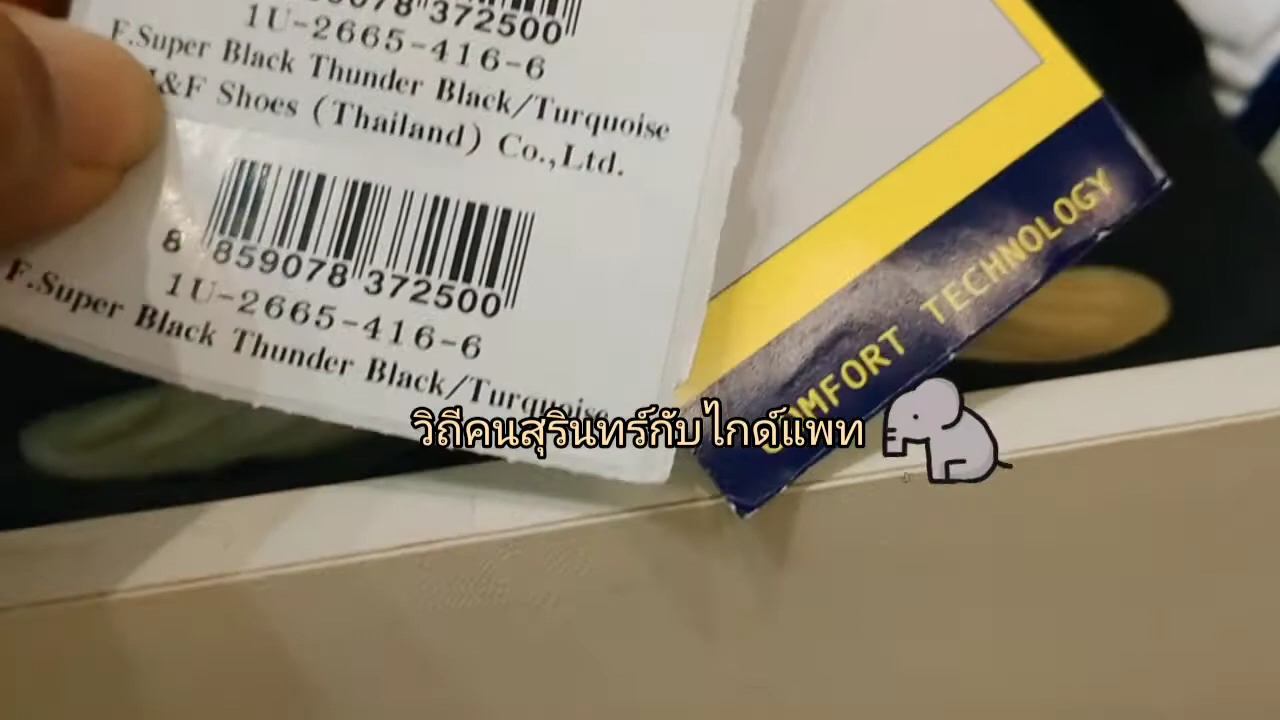 372500
1U-2665-416-6
F.Super Black Thunder Black/Turquoise
&F Shoes (Thailand) Co.,Ltd.
8 859078 372500
1U-2665-416-6
F.Super Black Thunder Black/Turquoise
COMFORT TECHNOLOGY
วิถีคนสุรินทร์กับไกด์แพท